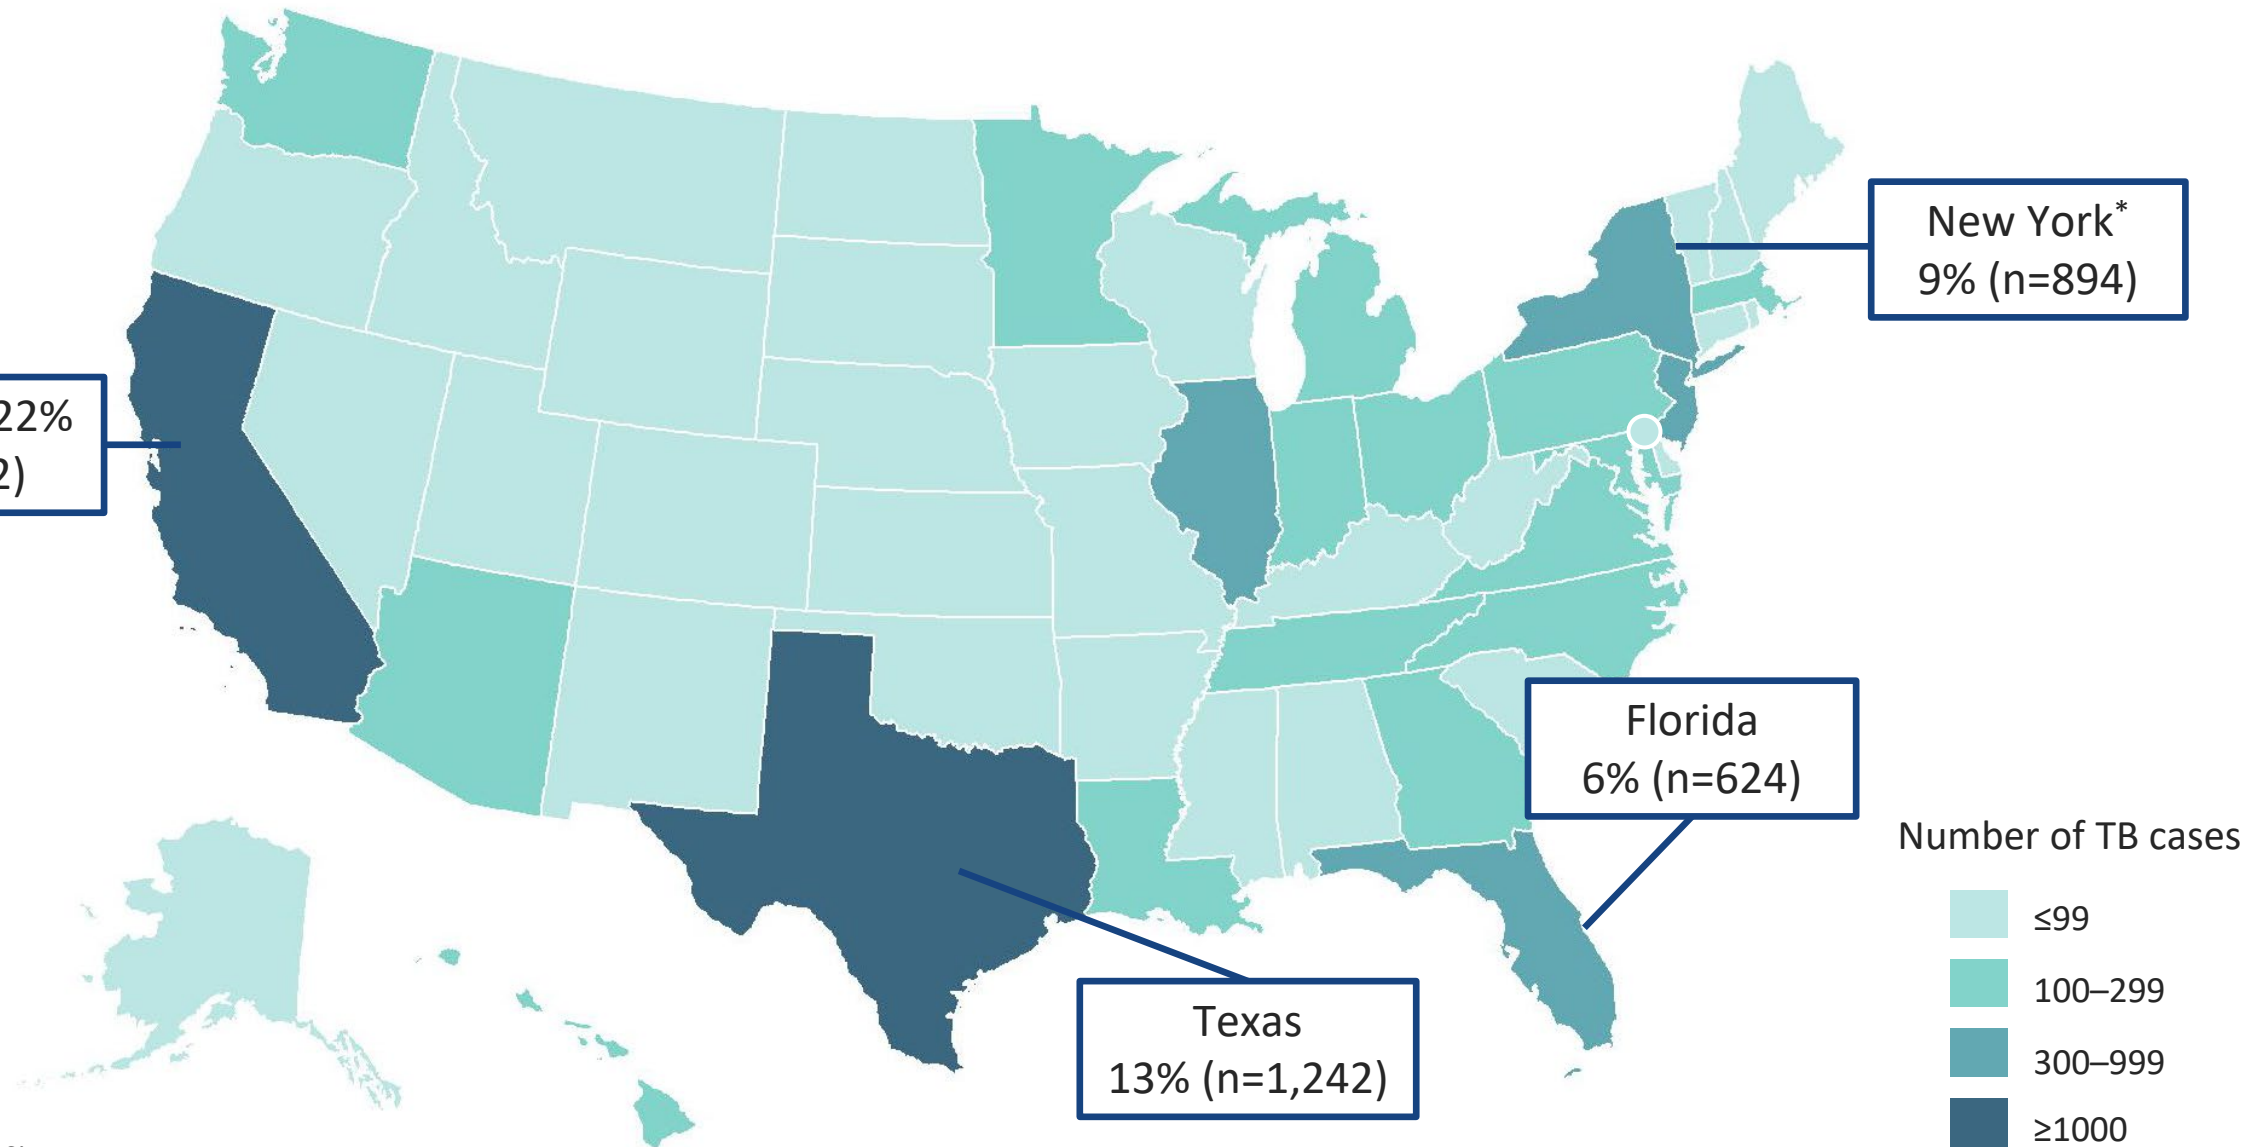 New York*
9% (n=894)
22%
2)
Florida
6% (n=624)
Texas
13% (n=1,242)
Number of TB cases
≤99
100–299
300–999
≥1000